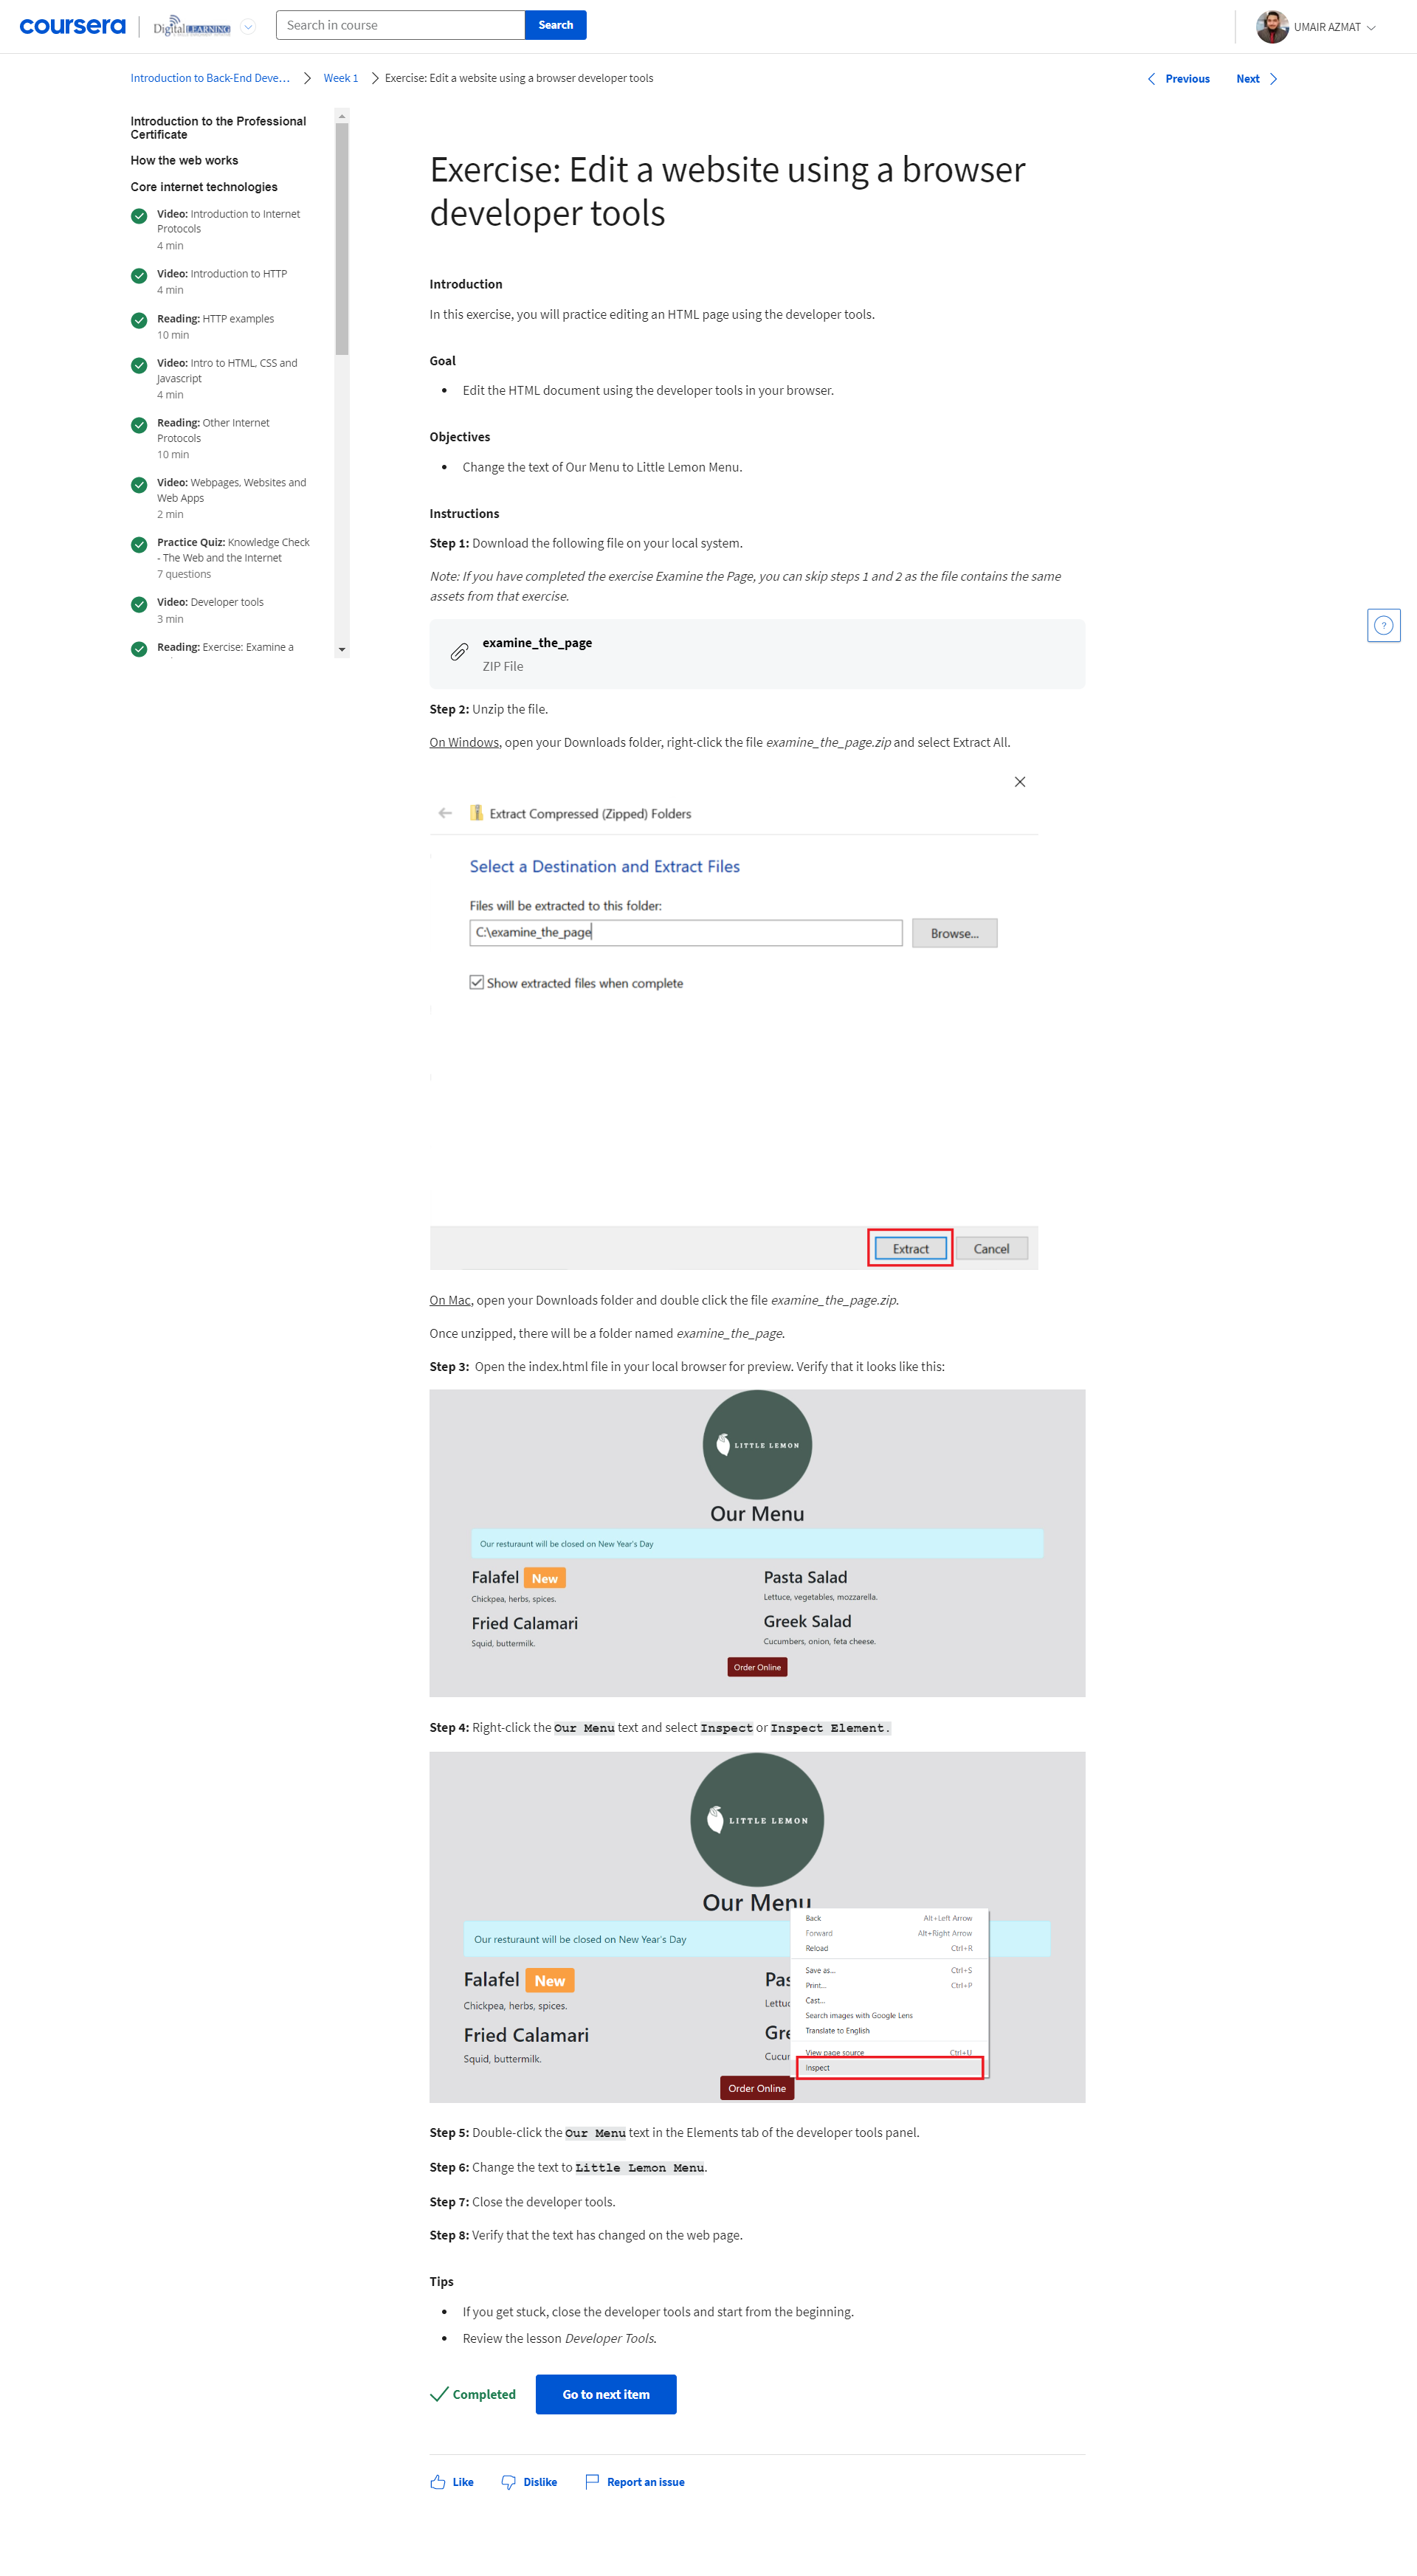 coursera
Digital LEARNING
Search in course
Search
UMAIR AZMAT
Introduction to Back-End Deve...
Week 1
Exercise: Edit a website using a browser developer tools
Previous
Next
Introduction to the Professional
Certificate
How the web works
Core internet technologies
Video: Introduction to Internet
Protocols
4 min
Video: Introduction to HTTP
4 min
Reading: HTTP examples
10 min
Video: Intro to HTML, CSS and
Javascript
4 min
Reading: Other Internet
Protocols
10 min
Video: Webpages, Websites and
Web Apps
2 min
Practice Quiz: Knowledge Check
- The Web and the Internet
7 questions
Video: Developer tools
3 min
Reading: Exercise: Examine a
Exercise: Edit a website using a browser
developer tools
Introduction
In this exercise, you will practice editing an HTML page using the developer tools.
Goal
• Edit the HTML document using the developer tools in your browser.
Objectives
• Change the text of Our Menu to Little Lemon Menu.
Instructions
Step 1: Download the following file on your local system.
Note: If you have completed the exercise Examine the Page, you can skip steps 1 and 2 as the file contains the same
assets from that exercise.
examine_the_page
ZIP File
Step 2: Unzip the file.
On Windows, open your Downloads folder, right-click the file examine_the_page.zip and select Extract All.
Extract Compressed (Zipped) Folders
Select a Destination and Extract Files
Files will be extracted to this folder:
C:\examine_the_page
Browse...
Show extracted files when complete
Extract
Cancel
On Mac, open your Downloads folder and double click the file examine_the_page.zip.
Once unzipped, there will be a folder named examine_the_page.
Step 3: Open the index.html file in your local browser for preview. Verify that it looks like this:
LITTLE LEMON
Our Menu
Our resturaunt will be closed on New Year's Day
Falafel New
Chickpea, herbs, spices.
Fried Calamari
Squid, buttermilk.
Pasta Salad
Lettuce, vegetables, mozzarella.
Greek Salad
Cucumbers, onion, feta cheese.
Order Online
Step 4: Right-click the Our Menu text and select Inspect or Inspect Element.
LITTLE LEMON
Our Menu
Our resturaunt will be closed on New Year's Day
Falafel New
Chickpea, herbs, spices.
Fried Calamari
Squid, buttermilk.
Pas
Lettuc
Gre
Cucur
Order Online
Back Alt+Left Arrow
Forward Alt+Right Arrow
Reload Ctrl+R
Save as... Ctrl+S
Print... Ctrl+P
Cast...
Search images with Google Lens
Translate to English
View page source Ctrl+U
Inspect
Step 5: Double-click the Our Menu text in the Elements tab of the developer tools panel.
Step 6: Change the text to Little Lemon Menu.
Step 7: Close the developer tools.
Step 8: Verify that the text has changed on the web page.
Tips
• If you get stuck, close the developer tools and start from the beginning.
• Review the lesson Developer Tools.
Completed
Go to next item
Like
Dislike
Report an issue